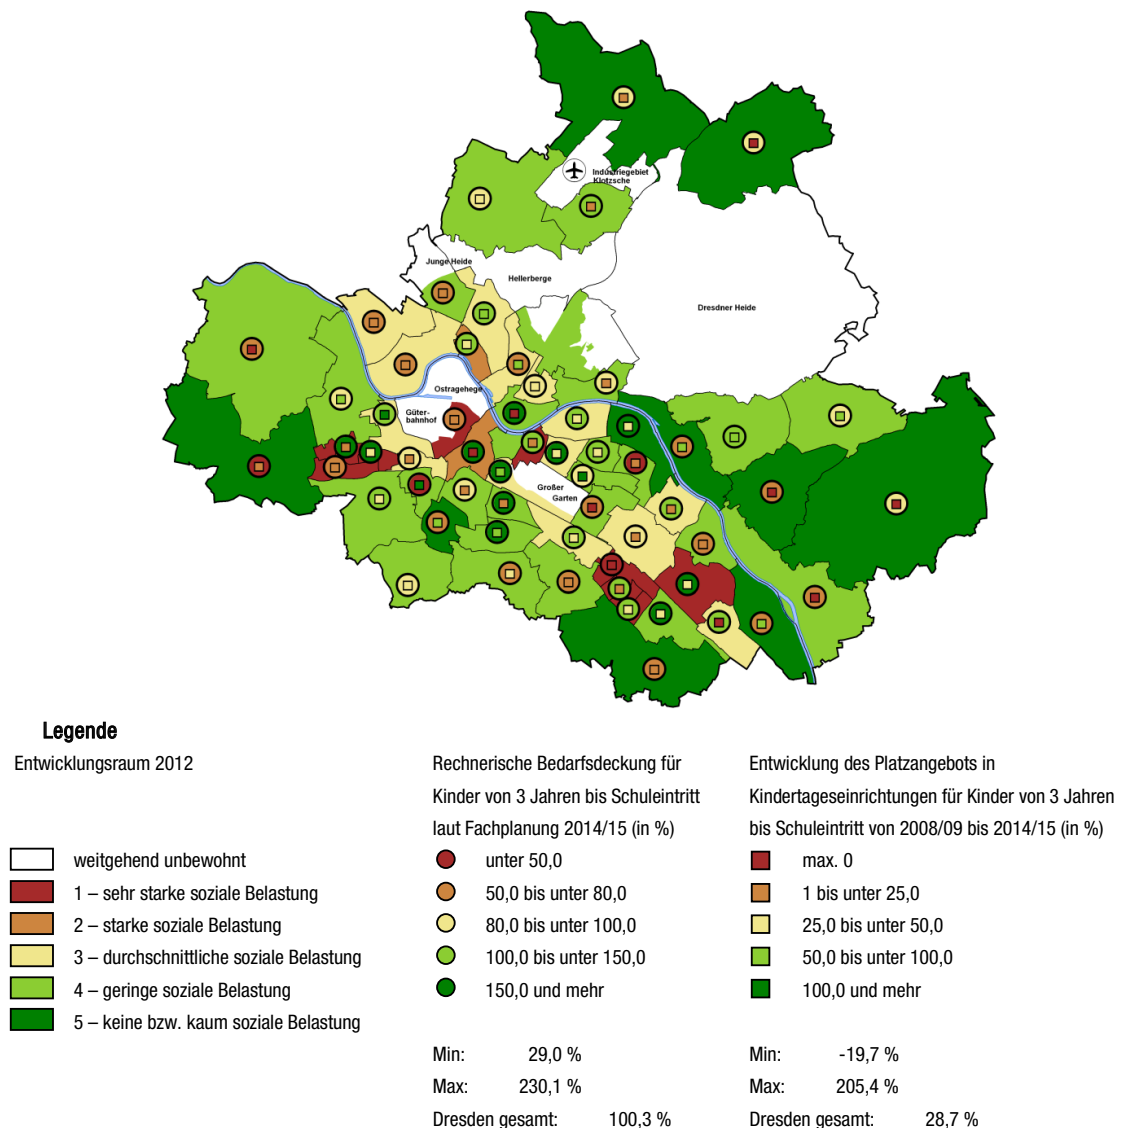 Industriegebiet
Klotzsche
Junge Heide
Hellerberge
Dresdner Heide
Ostragehege
Güter-
bahnhof
Großer
Garten
Legende
Entwicklungsraum 2012
weitgehend unbewohnt
1 – sehr starke soziale Belastung
2 – starke soziale Belastung
3 – durchschnittliche soziale Belastung
4 – geringe soziale Belastung
5 – keine bzw. kaum soziale Belastung
Rechnerische Bedarfsdeckung für
Kinder von 3 Jahren bis Schuleintritt
laut Fachplanung 2014/15 (in %)
unter 50,0
50,0 bis unter 80,0
80,0 bis unter 100,0
100,0 bis unter 150,0
150,0 und mehr
Min: 29,0 %
Max: 230,1 %
Dresden gesamt: 100,3 %
Entwicklung des Platzangebots in
Kindertageseinrichtungen für Kinder von 3 Jahren
bis Schuleintritt von 2008/09 bis 2014/15 (in %)
max. 0
1 bis unter 25,0
25,0 bis unter 50,0
50,0 bis unter 100,0
100,0 und mehr
Min: -19,7 %
Max: 205,4 %
Dresden gesamt: 28,7 %